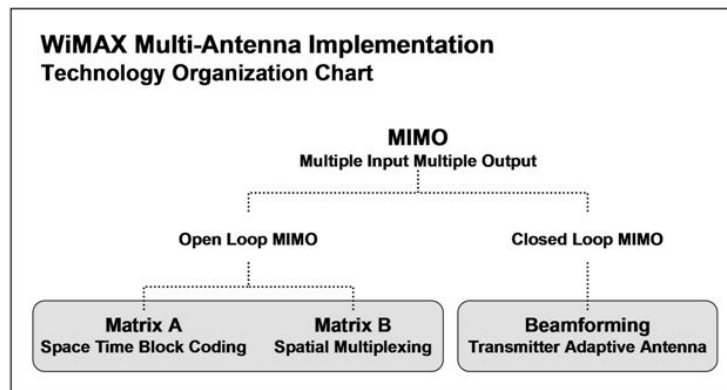 WiMAX Multi-Antenna Implementation
Technology Organization Chart
MIMO
Multiple Input Multiple Output
Open Loop MIMO
Closed Loop MIMO
Matrix A
Space Time Block Coding
Matrix B
Spatial Multiplexing
Beamforming
Transmitter Adaptive Antenna